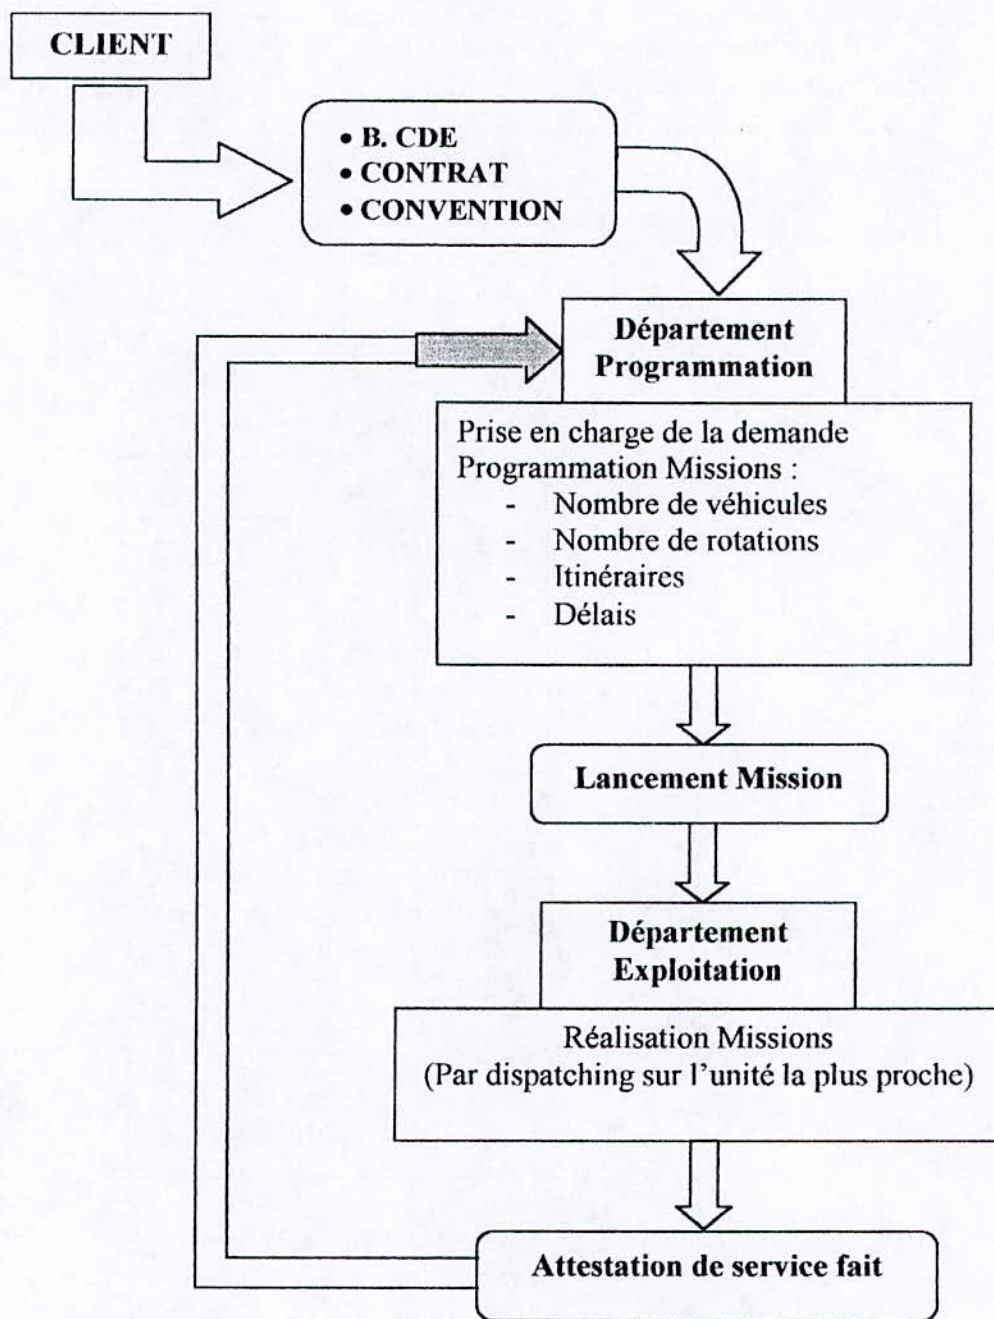 CLIENT
• B. CDE
• CONTRAT
• CONVENTION
Département
Programmation
Prise en charge de la demande
Programmation Missions :
- Nombre de véhicules
- Nombre de rotations
- Itinéraires
- Délais
Lancement Mission
Département
Exploitation
Réalisation Missions
(Par dispatching sur l'unité la plus proche)
Attestation de service fait